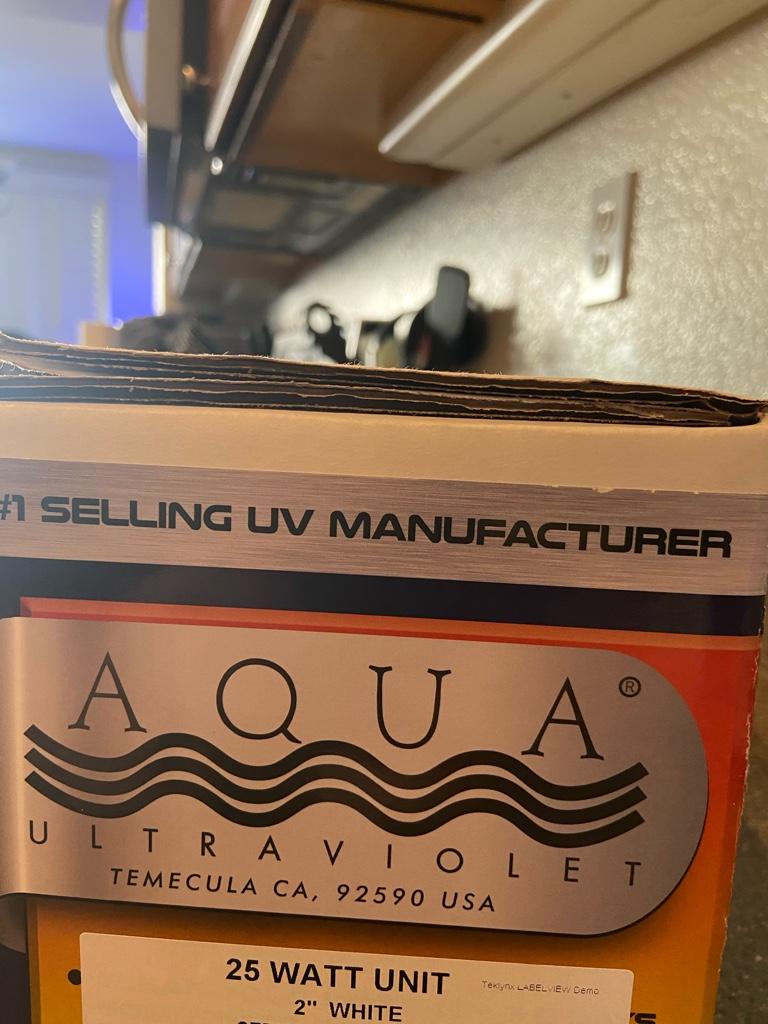 #1 SELLING UV MANUFACTURER
AQUA ®
ULTRAVIOLET
TEMECULA CA, 92590 USA
25 WATT UNIT
Teklynx LABELVIEW Demo
2" WHITE